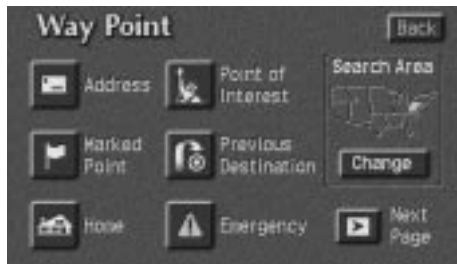 Way Point
Back
Address
Point of
Interest
Search Area
Marked
Point
Previous
Destination
Change
Home
Emergency
Next
Page